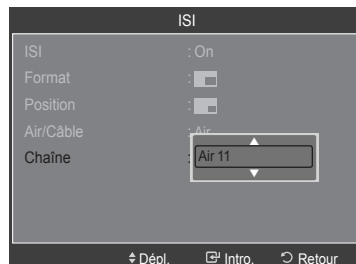 ISI
ISI : On
Format :
Position :
Air/Câble : Air
Chaîne : Air 11
Dépl. Intro. Retour